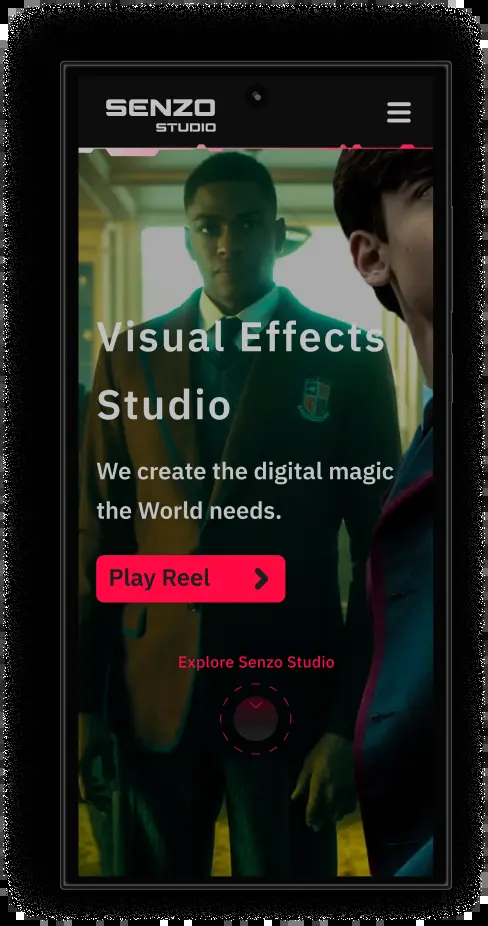 SENZO
STUDIO
Visual Effects
Studio
We create the digital magic
the World needs.
Play Reel
Explore Senzo Studio